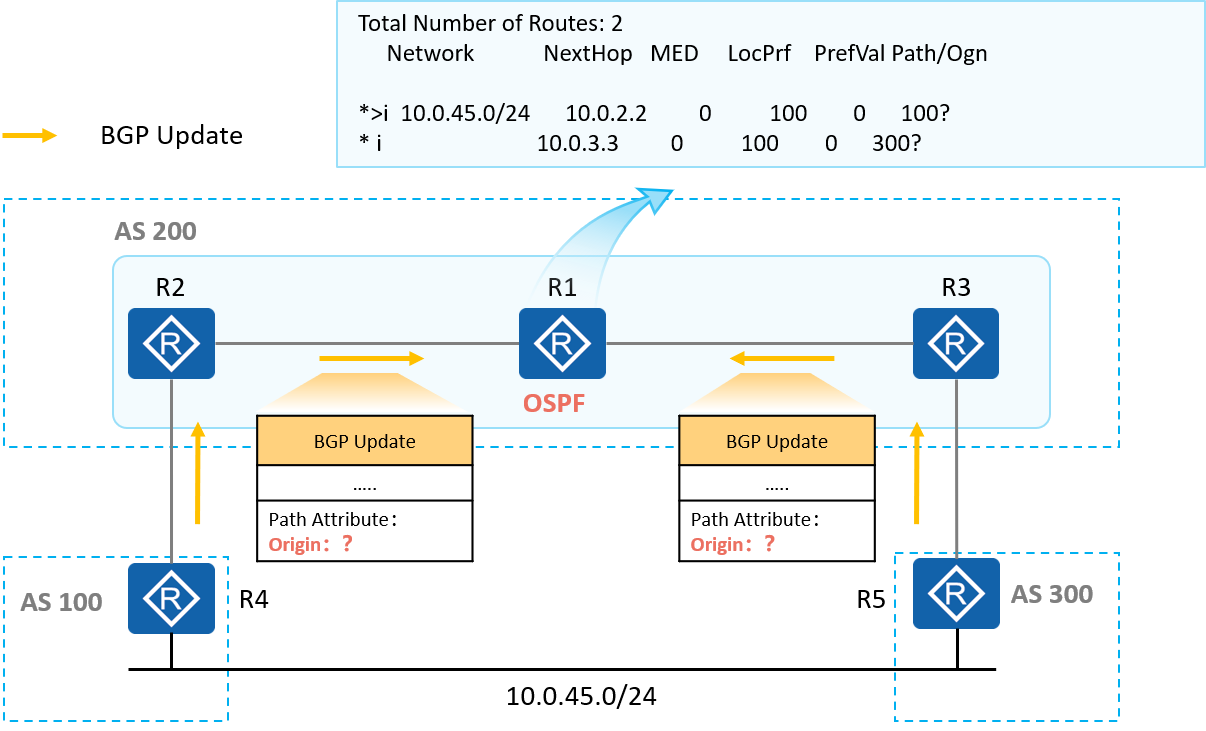 Total Number of Routes: 2
Network NextHop MED LocPrf PrefVal Path/Ogn
*>i 10.0.45.0/24 10.0.2.2 0 100 0 100?
* i 10.0.3.3 0 100 0 300?
BGP Update
AS 200
R2
R1
R3
R
R
R
OSPF
BGP Update
.....
Path Attribute:
Origin: ?
BGP Update
.....
Path Attribute:
Origin: ?
AS 100
R
R4
R5
R
AS 300
10.0.45.0/24